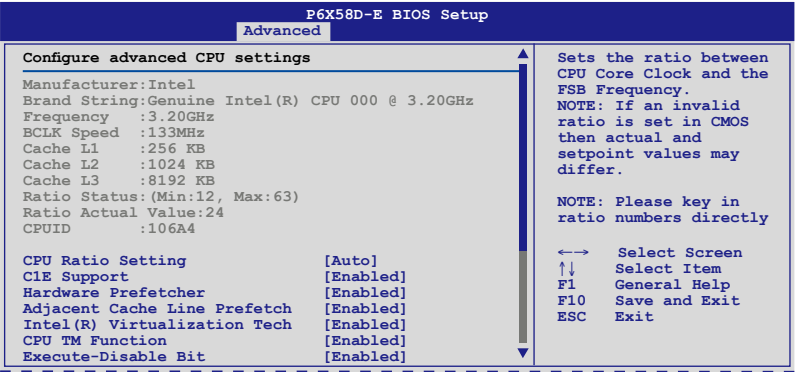 P6X58D-E BIOS Setup
Advanced
Configure advanced CPU settings
Manufacturer:Intel
Brand String:Genuine Intel(R) CPU 000 @ 3.20GHz
Frequency :3.20GHz
BCLK Speed :133MHz
Cache L1 :256 KB
Cache L2 :1024 KB
Cache L3 :8192 KB
Ratio Status:(Min:12, Max:63)
Ratio Actual Value:24
CPUID :106A4
CPU Ratio Setting [Auto]
C1E Support [Enabled]
Hardware Prefetcher [Enabled]
Adjacent Cache Line Prefetch [Enabled]
Intel(R) Virtualization Tech [Enabled]
CPU TM Function [Enabled]
Execute-Disable Bit [Enabled]
Sets the ratio between
CPU Core Clock and the
FSB Frequency.
NOTE: If an invalid
ratio is set in CMOS
then actual and
setpoint values may
differ.
NOTE: Please key in
ratio numbers directly
←→ Select Screen
↑↓ Select Item
F1 General Help
F10 Save and Exit
ESC Exit